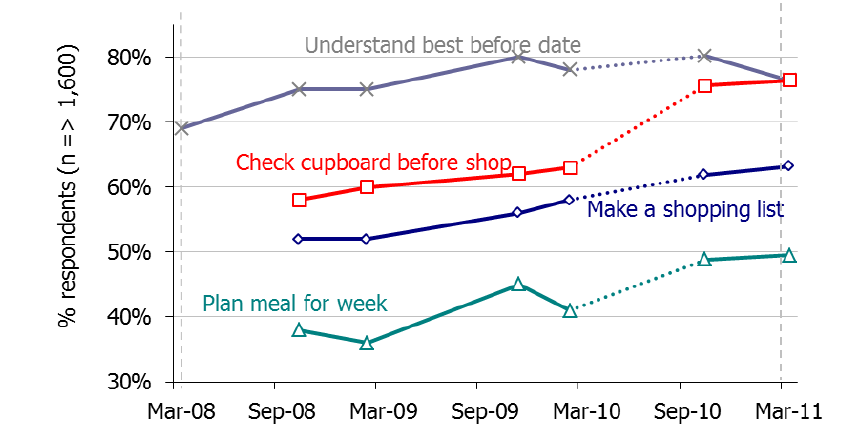 % respondents (n => 1,600)
80%
70%
60%
50%
40%
30%
Understand best before date
Check cupboard before shop
Make a shopping list
Plan meal for week
Mar-08 Sep-08 Mar-09 Sep-09 Mar-10 Sep-10 Mar-11